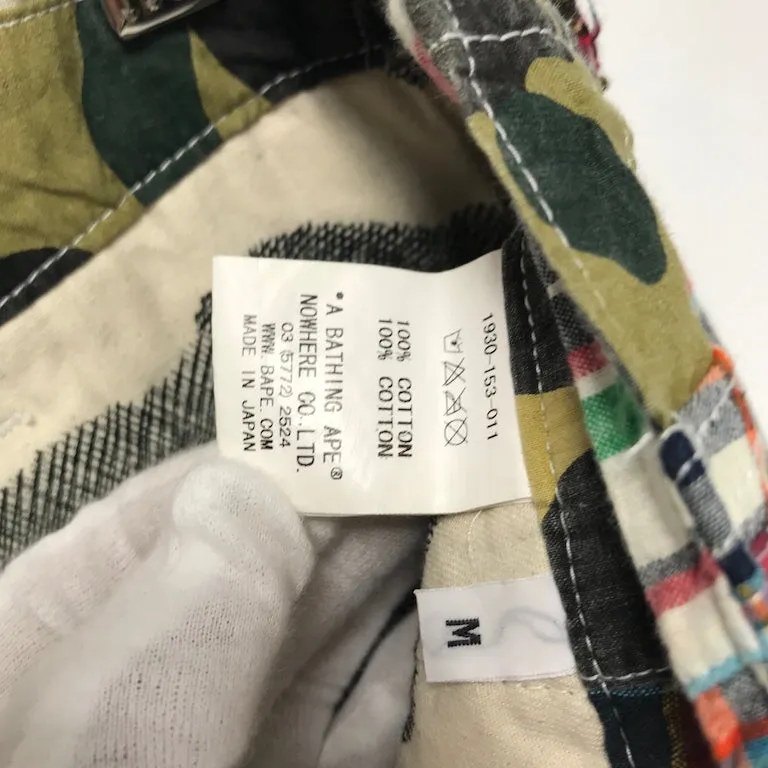 1930-153-011
100% COTTON
100% COTTON
*A BATHING APE®
NOWHERE CO.,LTD.
03 (5772) 2524
WWW.BAPE.COM
MADE IN JAPAN
M